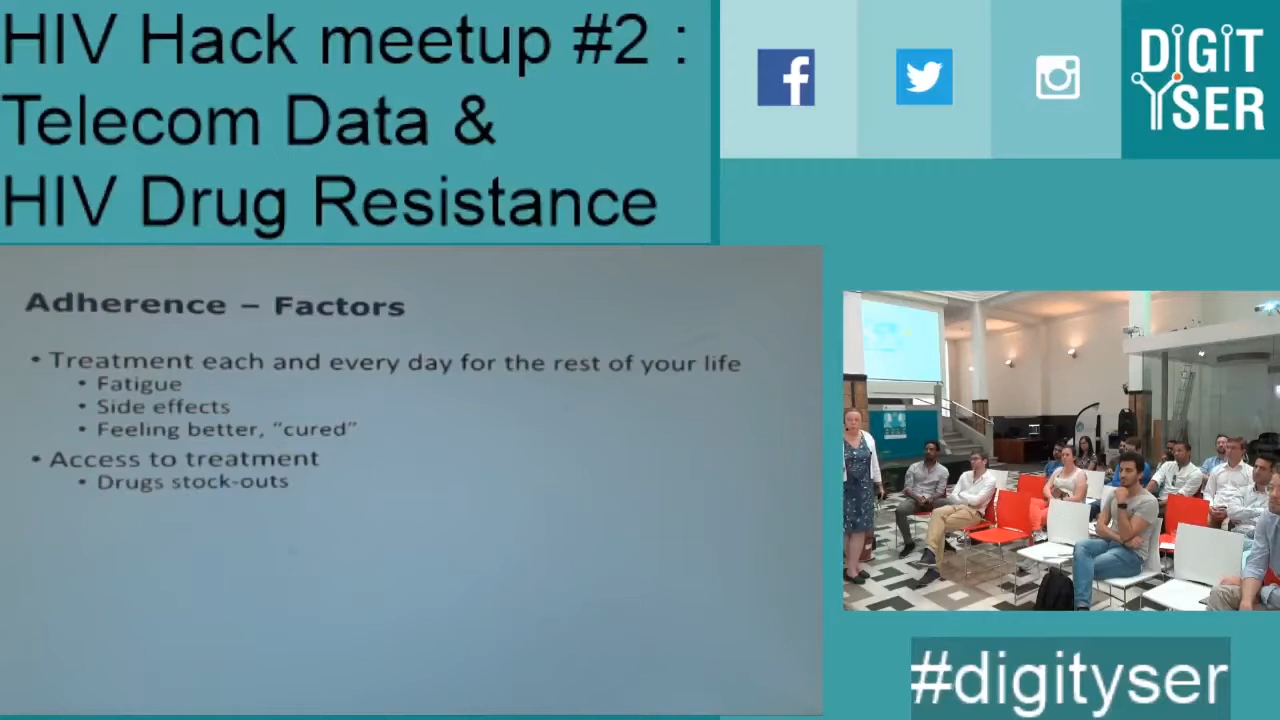 HIV Hack meetup #2 :
Telecom Data &
HIV Drug Resistance
DIGIT
YSER
Adherence – Factors
• Treatment each and every day for the rest of your life
• Fatigue
• Side effects
• Feeling better, “cured”
• Access to treatment
• Drugs stock-outs
#digityser